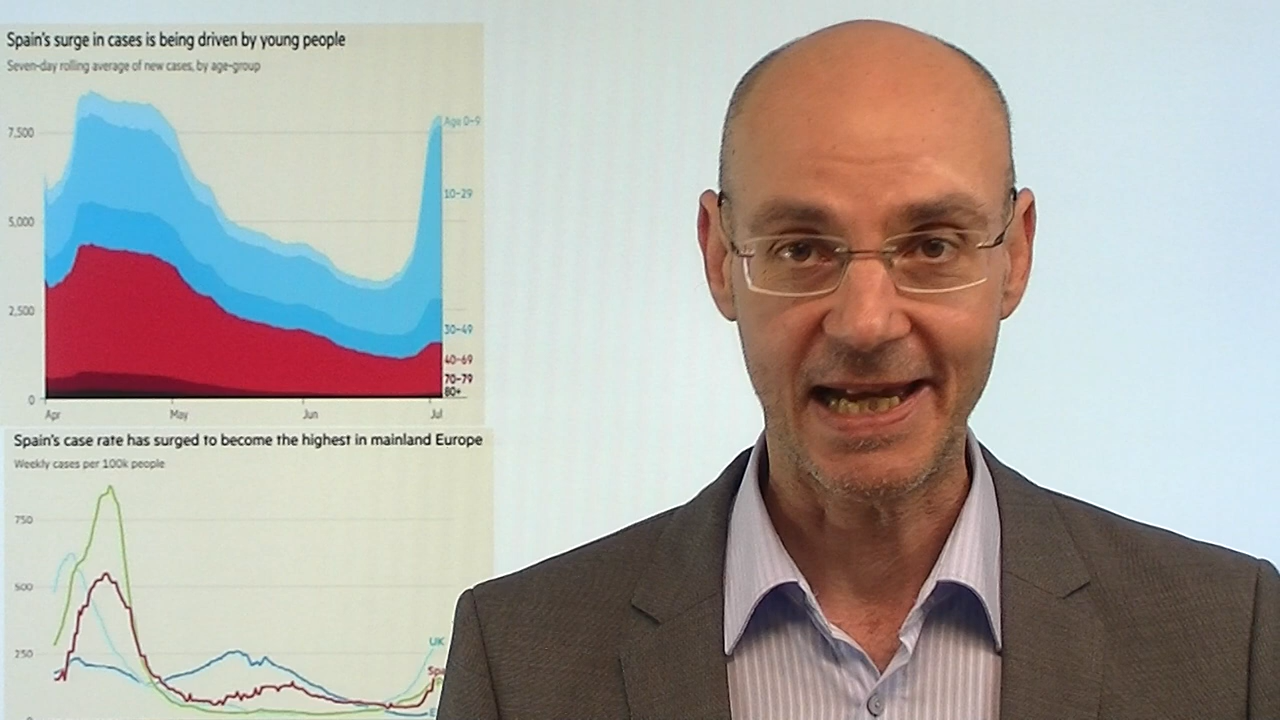 Spain's surge in cases is being driven by young people
Seven-day rolling average of new cases, by age-group
7,500
5,000
2,500
0
Age 0-9
10-29
30-49
40-69
70-79
80+
Apr
May
Jun
Jul
Spain's case rate has surged to become the highest in mainland Europe
Weekly cases per 100k people
750
500
250
UK